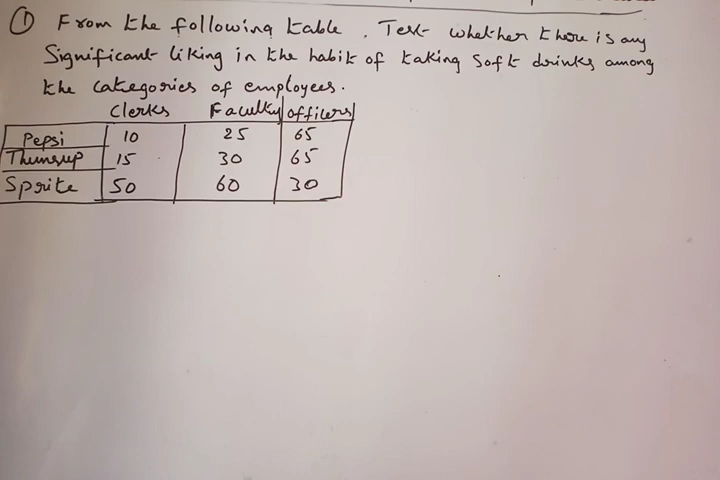 ① From the following table . Test whether there is any
Significant liking in the habit of taking Soft drinks among
the categories of employees.
Clerks Faculty officers
Pepsi 10 25 65
Thumsup 15 30 65
Sprite 50 60 30